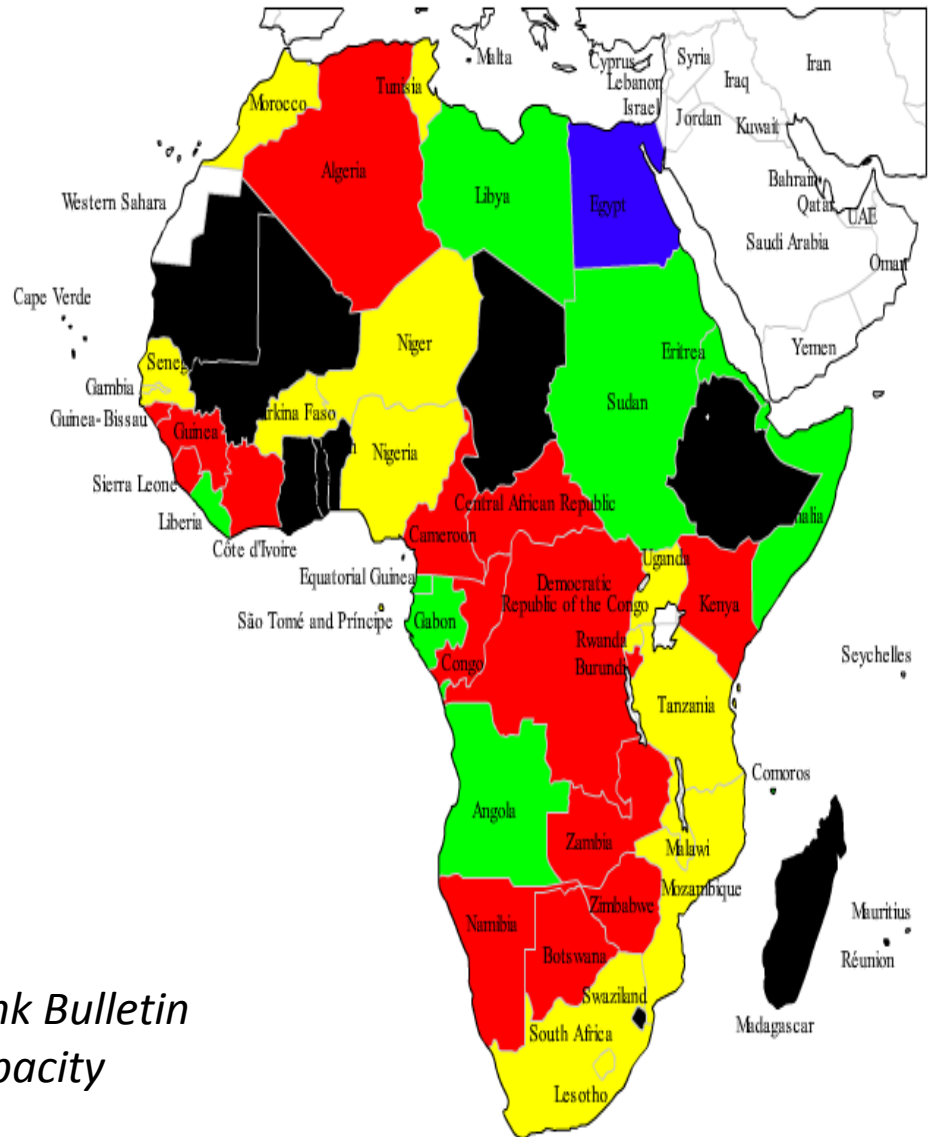 Malta
Cyprus
Syria
Iran
Lebanon
Iraq
Israel
Morocco
Tunisia
Jordan
Kuwait
Algeria
Bahrain
Western Sahara
Libya
Egypt
Qatar
UAE
Saudi Arabia
Oman
Cape Verde
Niger
Yemen
Seneg
Eritrea
Gambia
Sudan
Guinea-Bissau
Guinea
rkina Faso
Nigeria
Sierra Leone
Central African Republic
Liberia
Cameroon
nalia
Côte d'Ivoire
Uganda
Equatorial Guinea
Democratic
Republic of the Congo
Kenya
São Tomé and Príncipe
Gabon
Rwanda
Congo
Burundi
Seychelles
Tanzania
Comoros
Angola
Zambia
Malawi
Mozambique
Zimbabwe
Mauritius
Namibia
Botswana
Réunion
Swaziland
nk Bulletin
South Africa
Madagascar
pacity
Lesotho